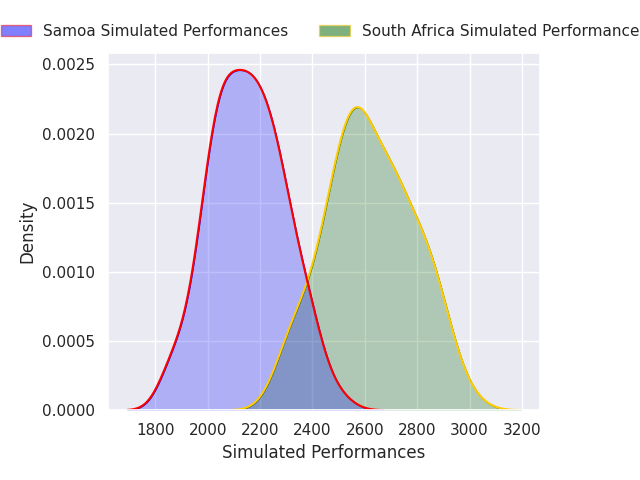 Samoa Simulated Performances South Africa Simulated Performance
0.0025
0.0020
0.0015
0.0010
0.0005
0.0000
Density
1800 2000 2200 2400 2600 2800 3000 3200
Simulated Performances